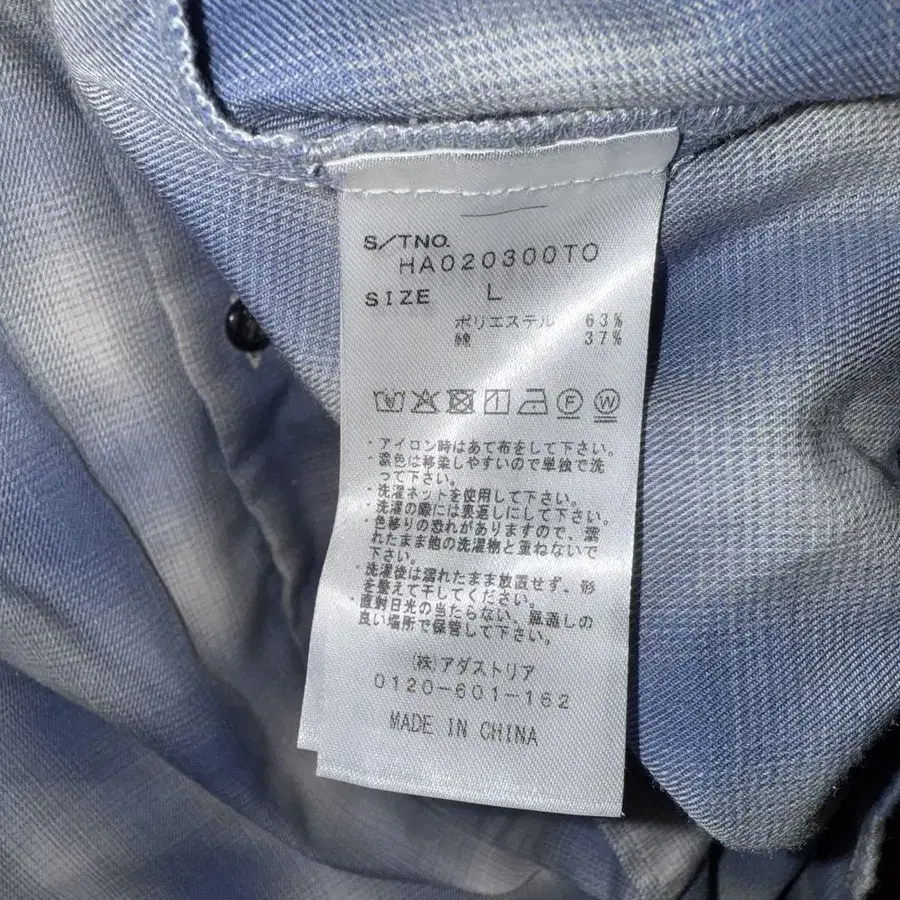 S/TNO.
HA020300TO
SIZE L
ポリエステル 63%
綿 37%
・アイロン時はあて布をして下さい。
・濃色は移染しやすいので単独で洗
って下さい。
・洗濯ネットを使用して下さい。
・洗濯の際には裏返しにして下さい。
・色移りの恐れがありますので、濡
れたまま他の洗濯物と重ねないで
下さい。
・洗濯後は濡れたまま放置せず、形
を整えて干してください。
・直射日光の当たらない、風通しの
良い場所で保管して下さい。
(株)アダストリア
0120-601-162
MADE IN CHINA